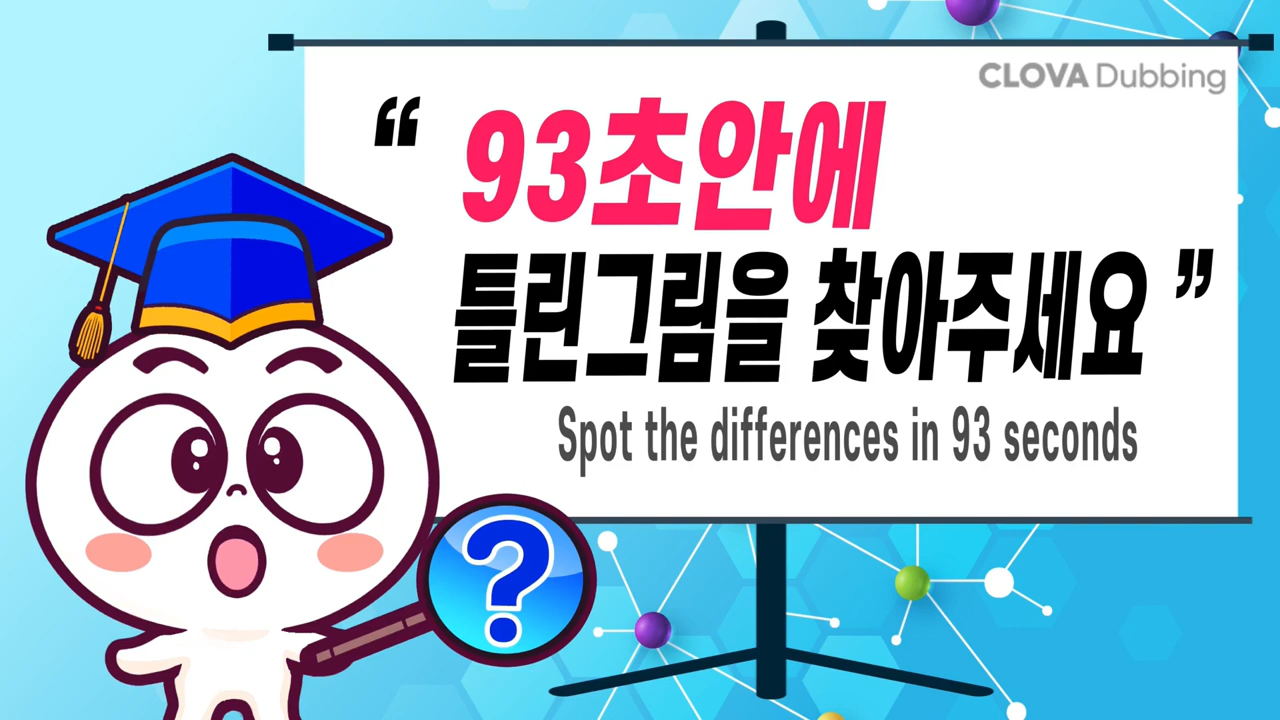 CLOVA Dubbing
“ 93초안에
틀린그림을 찾아주세요 ”
Spot the differences in 93 seconds
?